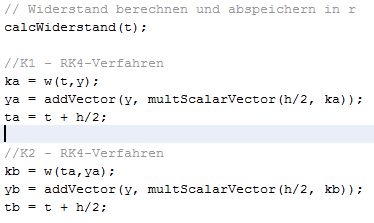 // Widerstand berechnen und abspeichern in r
calcWiderstand(t);
//K1 - RK4-Verfahren
ka = w(t,y);
ya = addVector(y, multScalarVector(h/2, ka));
ta = t + h/2;
//K2 - RK4-Verfahren
kb = w(ta,ya);
yb = addVector(y, multScalarVector(h/2, kb));
tb = t + h/2;